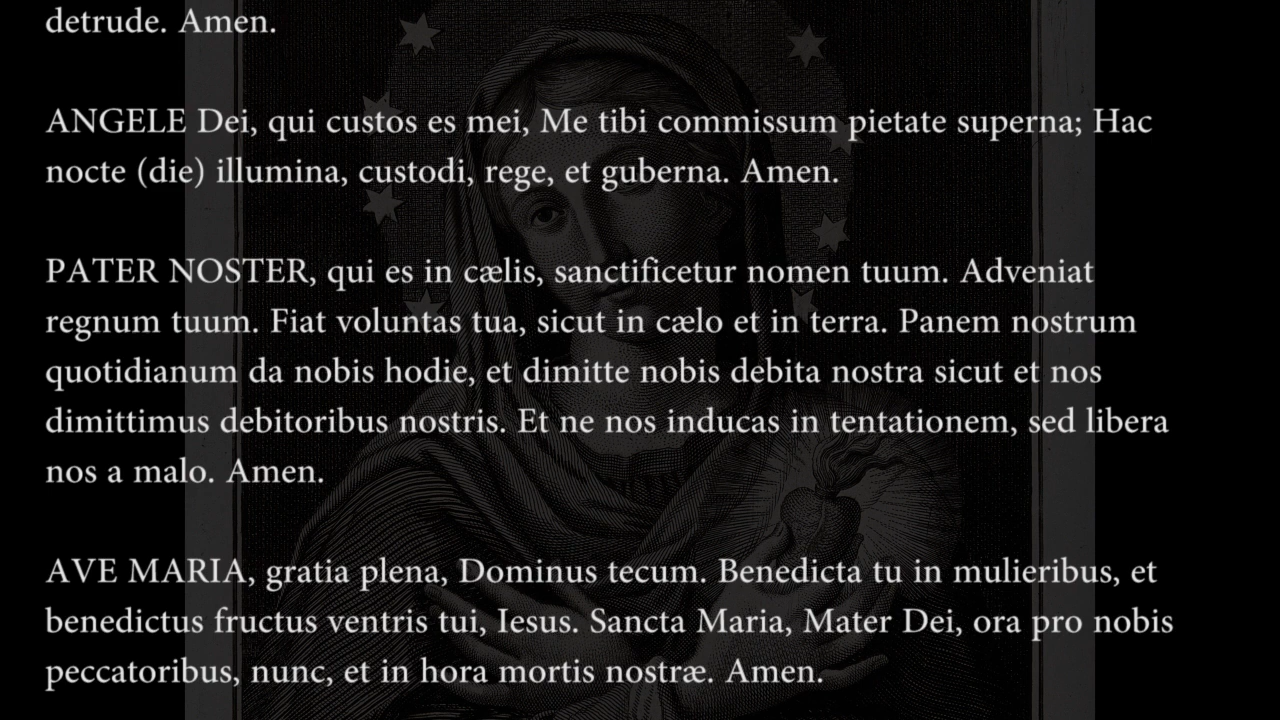 detrude. Amen.
ANGELE Dei, qui custos es mei, Me tibi commissum pietate superna; Hac
nocte (die) illumina, custodi, rege, et guberna. Amen.
PATER NOSTER, qui es in cælis, sanctificetur nomen tuum. Adveniat
regnum tuum. Fiat voluntas tua, sicut in cælo et in terra. Panem nostrum
quotidianum da nobis hodie, et dimitte nobis debita nostra sicut et nos
dimittimus debitoribus nostris. Et ne nos inducas in tentationem, sed libera
nos a malo. Amen.
AVE MARIA, gratia plena, Dominus tecum. Benedicta tu in mulieribus, et
benedictus fructus ventris tui, Iesus. Sancta Maria, Mater Dei, ora pro nobis
peccatoribus, nunc, et in hora mortis nostræ. Amen.